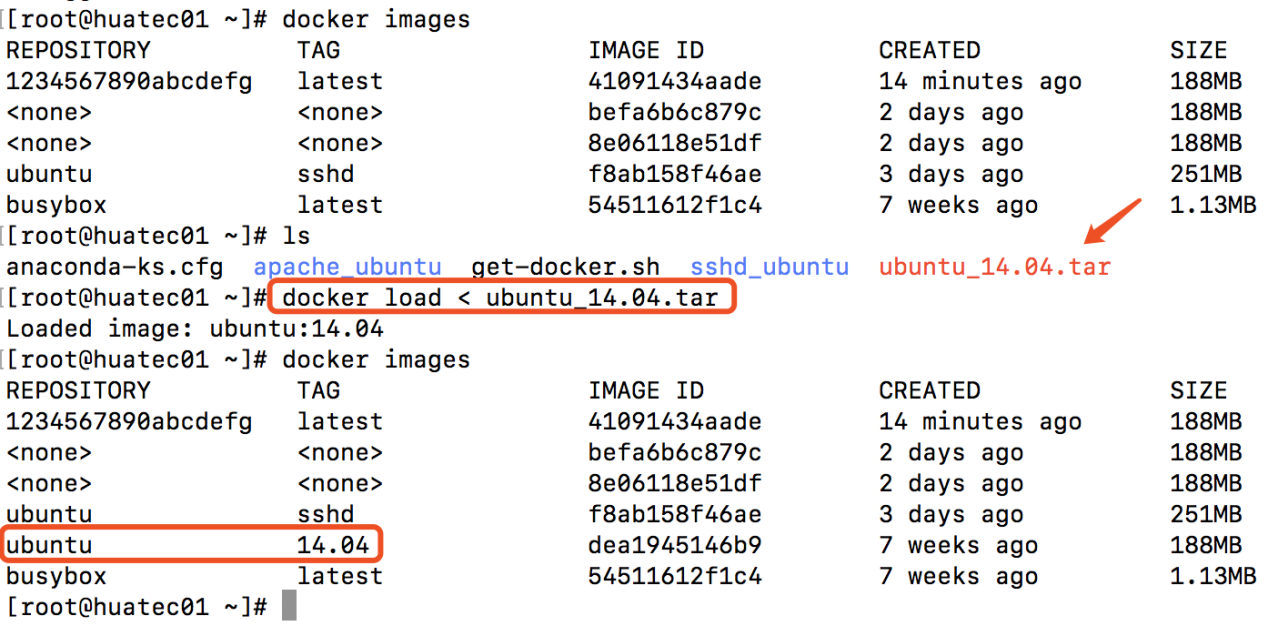 [[root@huatec01 ~]# docker images
REPOSITORY TAG IMAGE ID CREATED SIZE
1234567890abcdefg latest 41091434aade 14 minutes ago 188MB
<none> <none> befa6b6c879c 2 days ago 188MB
<none> <none> 8e06118e51df 2 days ago 188MB
ubuntu sshd f8ab158f46ae 3 days ago 251MB
busybox latest 54511612f1c4 7 weeks ago 1.13MB
[[root@huatec01 ~]# ls
anaconda-ks.cfg apache_ubuntu get-docker.sh sshd_ubuntu ubuntu_14.04.tar
[[root@huatec01 ~]# docker load < ubuntu_14.04.tar
Loaded image: ubuntu:14.04
[[root@huatec01 ~]# docker images
REPOSITORY TAG IMAGE ID CREATED SIZE
1234567890abcdefg latest 41091434aade 14 minutes ago 188MB
<none> <none> befa6b6c879c 2 days ago 188MB
<none> <none> 8e06118e51df 2 days ago 188MB
ubuntu sshd f8ab158f46ae 3 days ago 251MB
ubuntu 14.04 dea1945146b9 7 weeks ago 188MB
busybox latest 54511612f1c4 7 weeks ago 1.13MB
[root@huatec01 ~]#